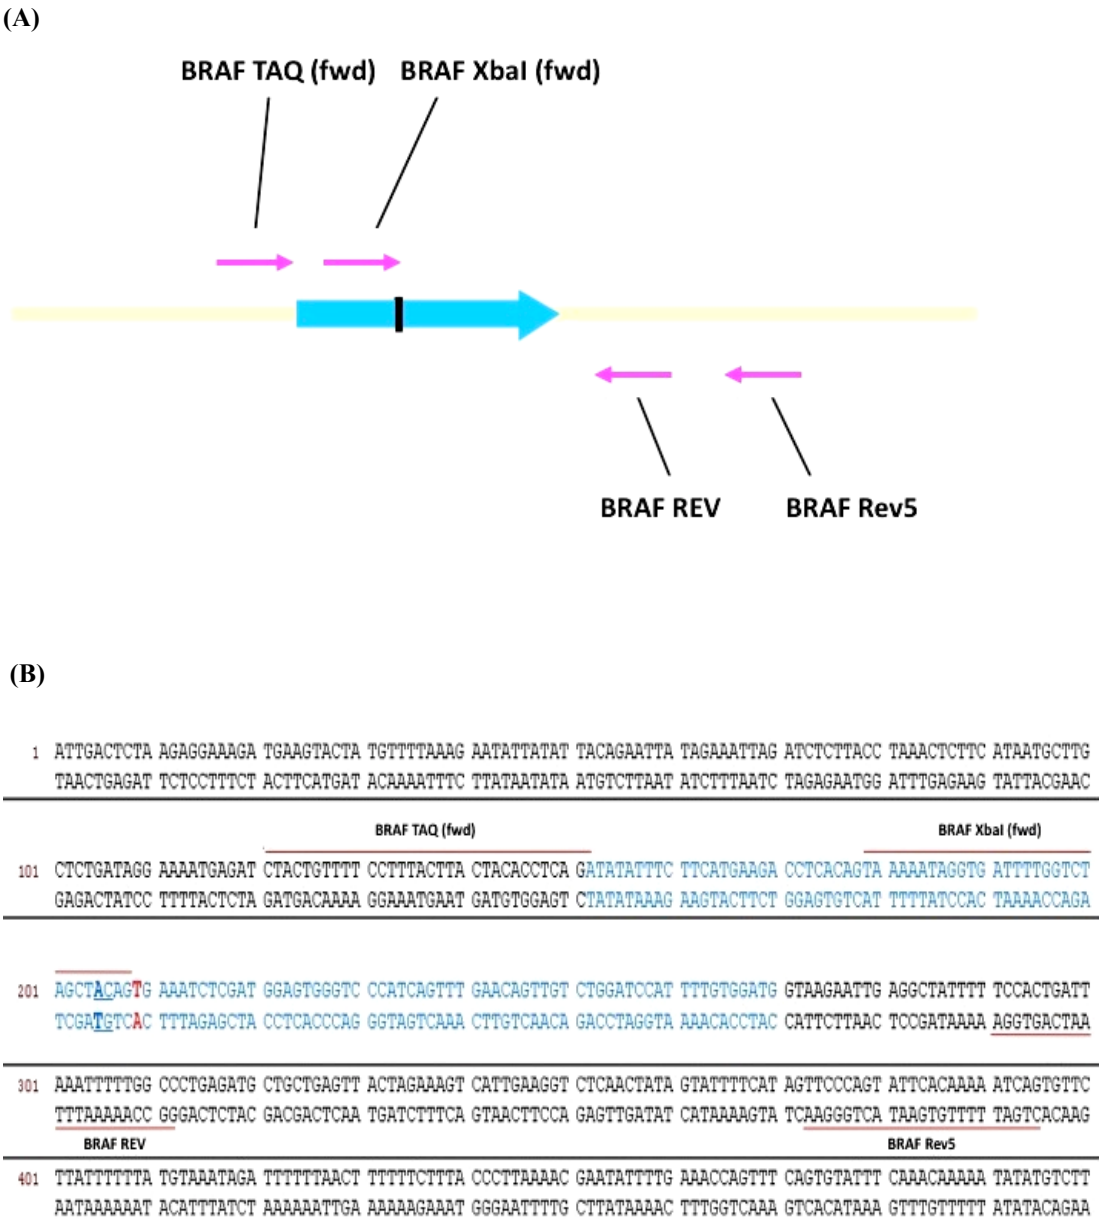 (A)
BRAF TAQ (fwd) BRAF XbaI (fwd)
BRAF REV BRAF Rev5
(B)
1 ATTGACTCTA AGAGGAAAGA TGAAGTACTA TGTTTTAAAG AATATTATAT TACAGAATTA TAGAAATTAG ATCTCTTACC TAAACTCTTC ATAATGCTTG
TAACTGAGAT TCTCCTTTCT ACTTCATGAT ACAAAATTTC TTATAATATA ATGTCTTAAT ATCTTTAATC TAGAGAATGG ATTTGAGAAG TATTACGAAC
BRAF TAQ (fwd) BRAF XbaI (fwd)
101 CTCTGATAGG AAAATGAGAT CTACTGTTTT CCTTTACTTA CTACACCTCA GATATATTTC TTCATGAAGA CCTCACAGTA AAAATAGGTG ATTTTGGTCT
GAGACTATCC TTTTACTCTA GATGACAAAA GGAAATGAAT GATGTGGAGT CTATATAAAG AAGTACTTCT GGAGTGTCAT TTTTATCCAC TAAAACCAGA
201 AGCTACAGTG AAATCTCGAT GGAGTGGGTC CCATCAGTTT GAACAGTTGT CTGGATCCAT TTTGTGGATG GTAAGAATTG AGGCTATTTT TCCACTGATT
TCGATGTCAC TTTAGAGCTA CCTCACCCAG GGTAGTCAAA CTTGTCAACA GACCTAGGTA AAACACCTAC CATTCTTAAC TCCGATAAAA AGGTGACTAA
301 AAATTTTTGG CCCTGAGATG CTGCTGAGTT ACTAGAAAGT CATTGAAGGT CTCAACTATA GTATTTTCAT AGTTCCCAGT ATTCACAAAA ATCAGTGTTC
TTTAAAAACC GGGACTCTAC GACGACTCAA TGATCTTTCA GTAACTTCCA GAGTTGATAT CATAAAAGTA TCAAGGGTCA TAAGTGTTTT TAGTCACAAG
BRAF REV BRAF Rev5
401 TTATTTTTTA TGTAAATAGA TTTTTTAACT TTTTTCTTTA CCCTTAAAAC GAATATTTTG AAACCAGTTT CAGTGTATTT CAAACAAAAA TATATGTCTT
AATAAAAAAT ACATTTATCT AAAAAATTGA AAAAAGAAAT GGGAATTTTG CTTATAAAAC TTTGGTCAAA GTCACATAAA GTTTGTTTTT ATATACAGAA